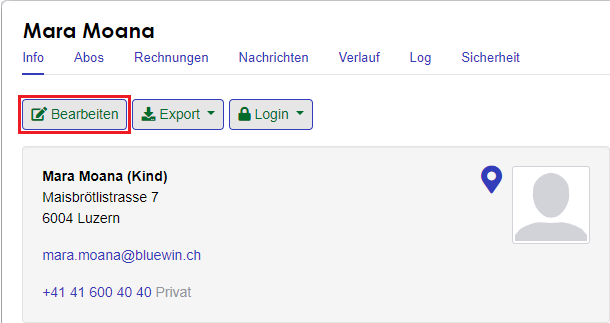 Mara Moana
Info Abos Rechnungen Nachrichten Verlauf Log Sicherheit
Bearbeiten Export Login
Mara Moana (Kind)
Maisbrötlistrasse 7
6004 Luzern
mara.moana@bluewin.ch
+41 41 600 40 40 Privat